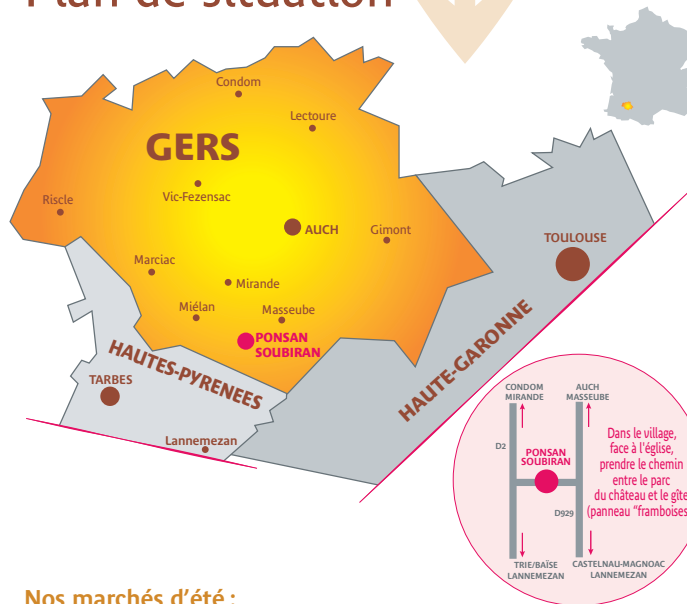 Plan de situation
Condom
Lectoure
GERS
Riscle
Vic-Fezensac
AUCH
Gimont
TOULOUSE
Marciac
Mirande
Miélan
Masseube
PONSAN
SOUBIRAN
HAUTES-PYRENEES
HAUTE-GARONNE
TARBES
Lannemezan
CONDOM
MIRANDE
AUCH
MASSEUBE
D2
PONSAN
SOUBIRAN
D929
Dans le village,
face à l'église,
prendre le chemin
entre le parc
du château et le gîte
(panneau "framboises
TRIE/BAÏSE
LANNEMEZAN
CASTELNAU-MAGNOAC
LANNEMEZAN
Nos marchés d'été :